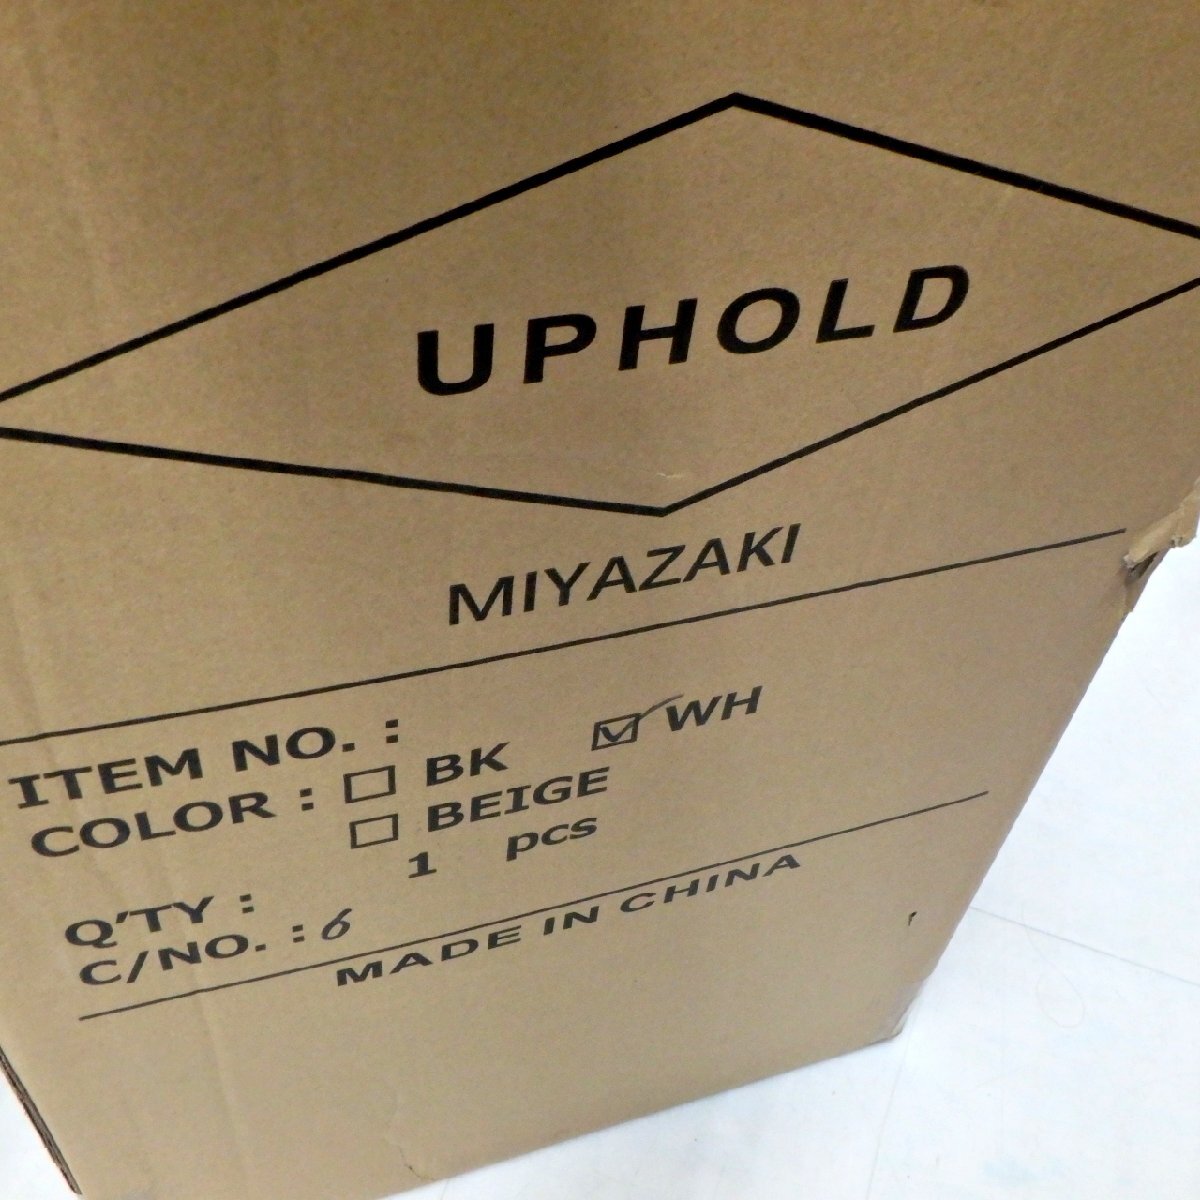 UPHOLD
MIYAZAKI
ITEM NO. :
COLOR : ☐ BK ☑ WH
☐ BEIGE
Q'TY : 1 pcs
C/NO. : 6
MADE IN CHINA